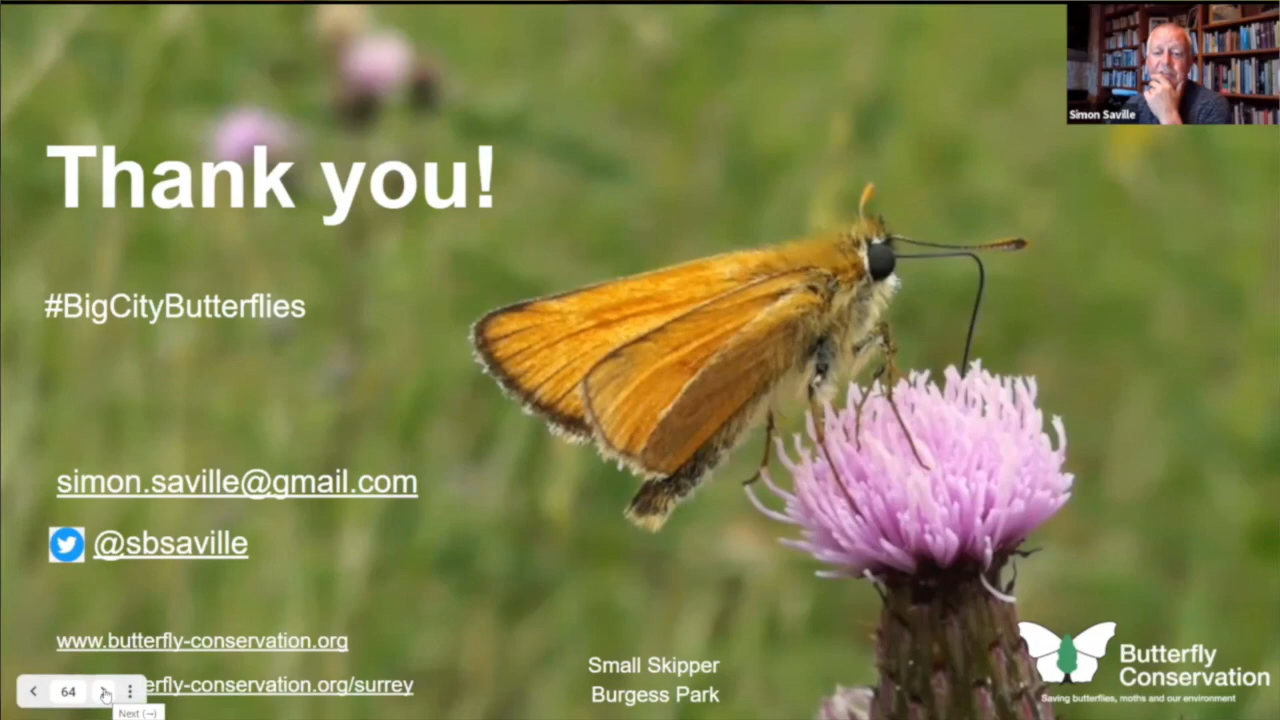 Simon Saville
Thank you!
#BigCityButterflies
simon.saville@gmail.com
@sbsaville
www.butterfly-conservation.org
erfly-conservation.org/surrey
64
Next (→)
Small Skipper
Burgess Park
Butterfly
Conservation
Saving butterflies, moths and our environment